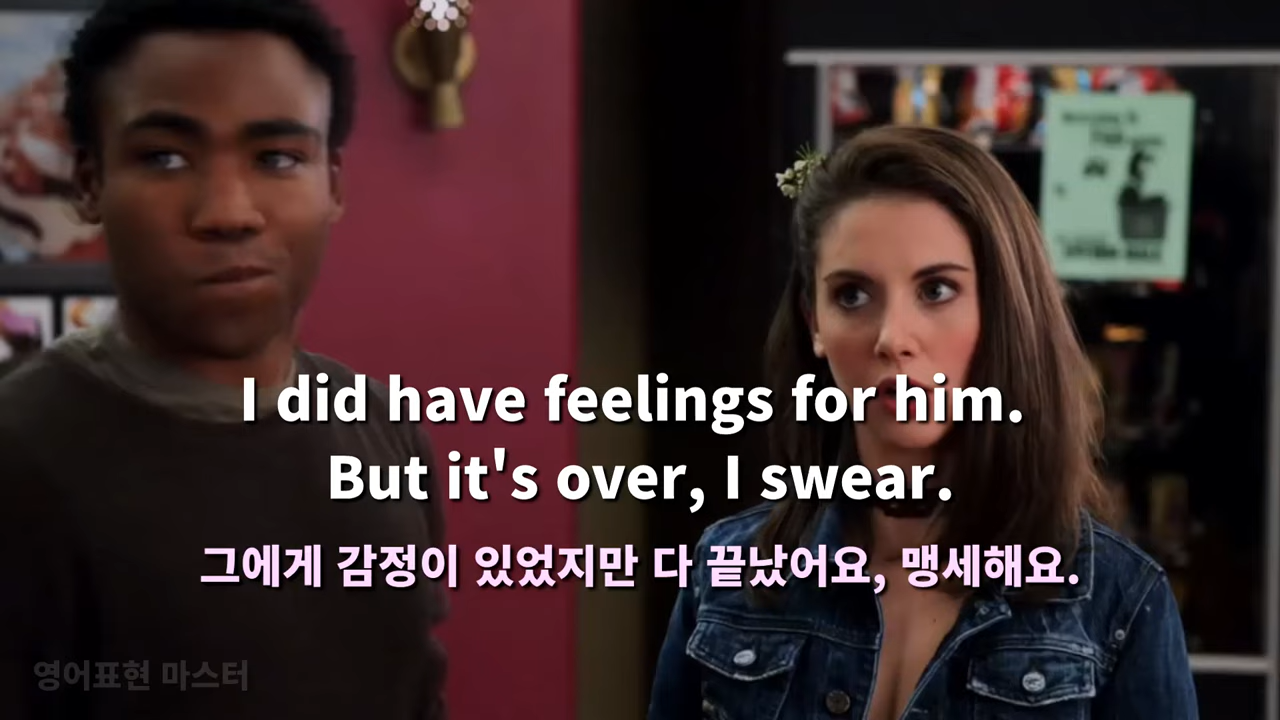 I did have feelings for him.
But it's over, I swear.
그에게 감정이 있었지만 다 끝났어요, 맹세해요.
영어표현 마스터